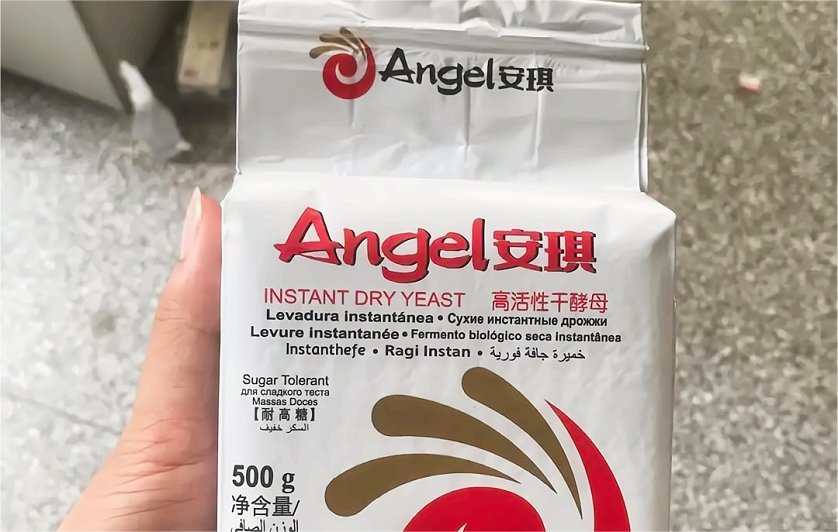 Angel安琪
Angel安琪
INSTANT DRY YEAST 高活性干酵母
Levadura instantánea • Сухие инстантные дрожжи
Levure instantanée • Fermento biológico seca instantânea
Instanthefe • Ragi Instan • خميرة جافة فورية
Sugar Tolerant
для сладкого теста
Massas Doces
【耐高糖】
السكر خفيف
500 g
净含量/
الوزن الصافي